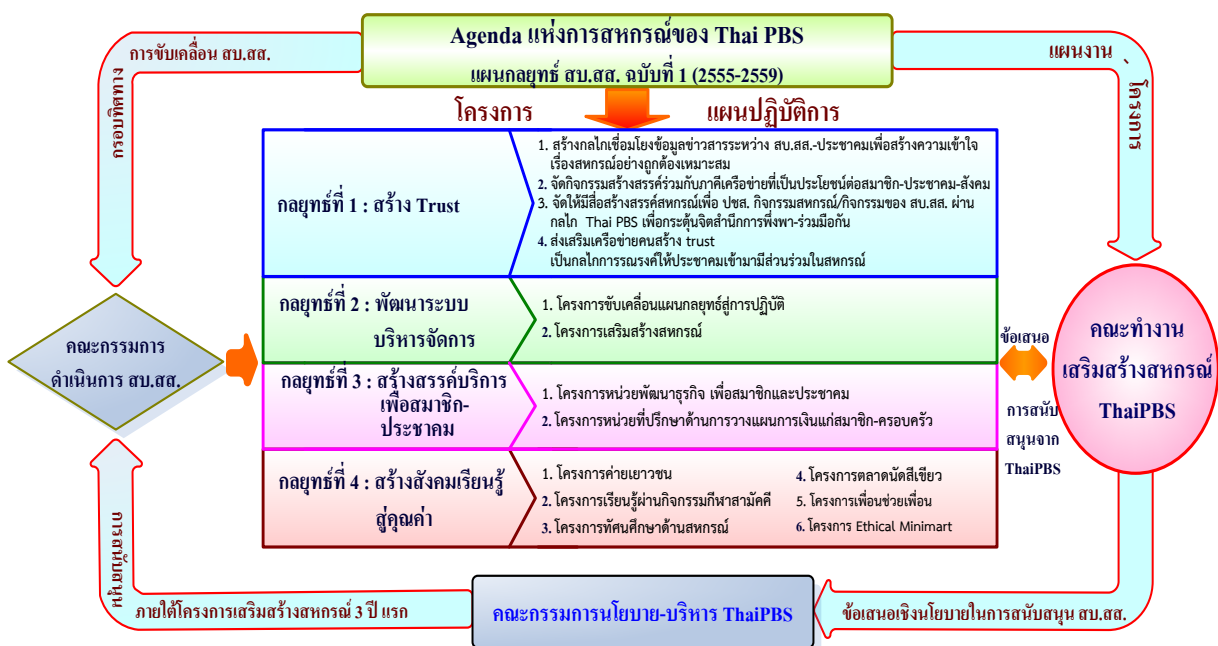 Agenda แห่งการสหกรณ์ของ Thai PBS
แผนกลยุทธ์ สบ.สส. ฉบับที่ 1 (2555-2559)
การขับเคลื่อน สบ.สส.
กรอบทิศทาง
แผนงาน
โครงการ
โครงการ
แผนปฏิบัติการ
กลยุทธ์ที่ 1 : สร้าง Trust
1. สร้างกลไกเชื่อมโยงข้อมูลข่าวสารระหว่าง สบ.สส.-ประชาคมเพื่อสร้างความเข้าใจ
เรื่องสหกรณ์อย่างถูกต้องเหมาะสม
2. จัดกิจกรรมสร้างสรรค์ร่วมกับภาคีเครือข่ายที่เป็นประโยชน์ต่อสมาชิก-ประชาคม-สังคม
3. จัดให้มีสื่อสร้างสรรค์สหกรณ์เพื่อ ปชส. กิจกรรมสหกรณ์/กิจกรรมของ สบ.สส. ผ่าน
กลไก Thai PBS เพื่อกระตุ้นจิตสำนึกการพึ่งพา-ร่วมมือกัน
4. ส่งเสริมเครือข่ายคนสร้าง trust
เป็นกลไกการณรงค์ให้ประชาคมเข้ามามีส่วนร่วมในสหกรณ์
กลยุทธ์ที่ 2 : พัฒนาระบบ
บริหารจัดการ
1. โครงการขับเคลื่อนแผนกลยุทธ์สู่การปฏิบัติ
2. โครงการเสริมสร้างสหกรณ์
กลยุทธ์ที่ 3 : สร้างสรรค์บริการ
เพื่อสมาชิก-
ประชาคม
1. โครงการหน่วยพัฒนาธุรกิจ เพื่อสมาชิกและประชาคม
2. โครงการหน่วยที่ปรึกษาด้านการวางแผนการเงินแก่สมาชิก-ครอบครัว
กลยุทธ์ที่ 4 : สร้างสังคมเรียนรู้
สู่คุณค่า
1. โครงการค่ายเยาวชน
2. โครงการเรียนรู้ผ่านกิจกรรมกีฬาสามัคคี
3. โครงการทัศนศึกษาด้านสหกรณ์
4. โครงการตลาดนัดสีเขียว
5. โครงการเพื่อนช่วยเพื่อน
6. โครงการ Ethical Minimart
คณะกรรมการ
ดำเนินการ สบ.สส.
ข้อเสนอ
การสนับ
สนุนจาก
ThaiPBS
คณะทำงาน
เสริมสร้างสหกรณ์
ThaiPBS
การสนับสนุน
ภายใต้โครงการเสริมสร้างสหกรณ์ 3 ปี แรก
คณะกรรมการนโยบาย-บริหาร ThaiPBS
ข้อเสนอเชิงนโยบายในการสนับสนุน สบ.สส.